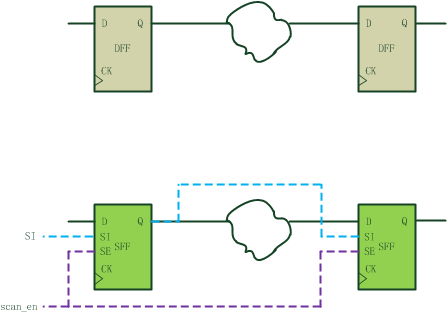 D Q D Q
DFF DFF
CK CK
D Q D Q
SI SI SI
SFF SFF
SE SE
CK CK
scan_en